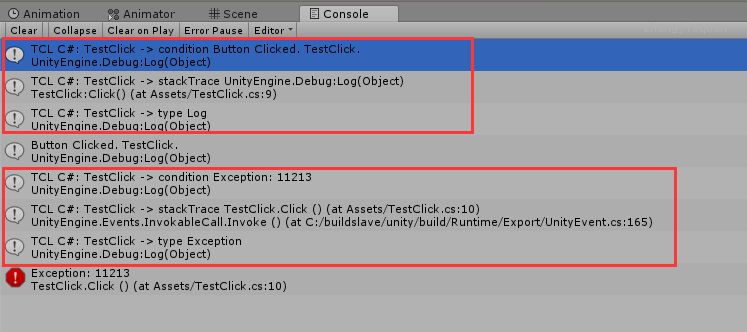 Animation Animator Scene Console
Clear Collapse Clear on Play Error Pause Editor
TCL C#: TestClick -> condition Button Clicked. TestClick.
UnityEngine.Debug:Log(Object)
TCL C#: TestClick -> stackTrace UnityEngine.Debug:Log(Object)
TestClick:Click() (at Assets/TestClick.cs:9)
TCL C#: TestClick -> type Log
UnityEngine.Debug:Log(Object)
Button Clicked. TestClick.
UnityEngine.Debug:Log(Object)
TCL C#: TestClick -> condition Exception: 11213
UnityEngine.Debug:Log(Object)
TCL C#: TestClick -> stackTrace TestClick.Click () (at Assets/TestClick.cs:10)
UnityEngine.Events.InvokableCall.Invoke () (at C:/buildslave/unity/build/Runtime/Export/UnityEvent.cs:165)
TCL C#: TestClick -> type Exception
UnityEngine.Debug:Log(Object)
Exception: 11213
TestClick.Click () (at Assets/TestClick.cs:10)